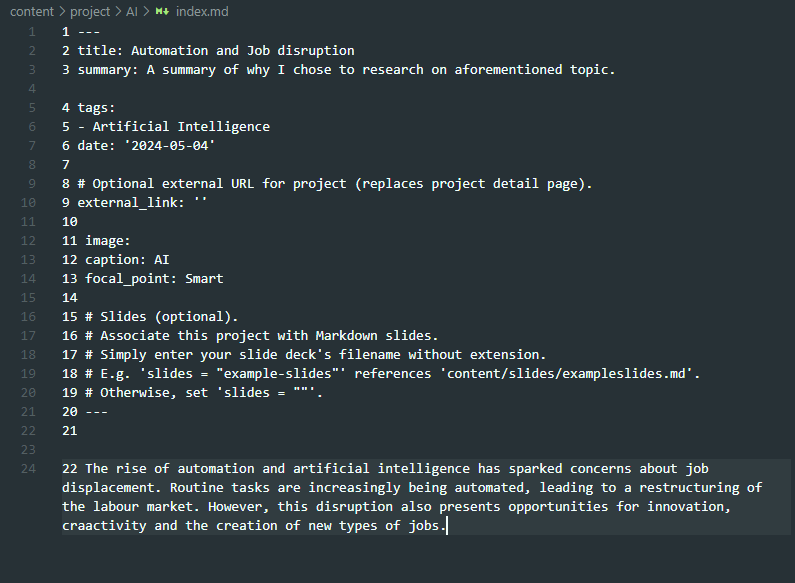 content > project > AI > index.md
1 1 ---
2 2 title: Automation and Job disruption
3 3 summary: A summary of why I chose to research on aforementioned topic.
4
5 4 tags:
6 5 - Artificial Intelligence
7 6 date: '2024-05-04'
8 7
9 8 # Optional external URL for project (replaces project detail page).
10 9 external_link: ''
11 10
12 11 image:
13 12 caption: AI
14 13 focal_point: Smart
15 14
16 15 # Slides (optional).
17 16 # Associate this project with Markdown slides.
18 17 # Simply enter your slide deck's filename without extension.
19 18 # E.g. 'slides = "example-slides"' references 'content/slides/exampleslides.md'.
20 19 # Otherwise, set 'slides = ""'.
21 20 ---
22 21
23
24 22 The rise of automation and artificial intelligence has sparked concerns about job
displacement. Routine tasks are increasingly being automated, leading to a restructuring of
the labour market. However, this disruption also presents opportunities for innovation,
craactivity and the creation of new types of jobs.